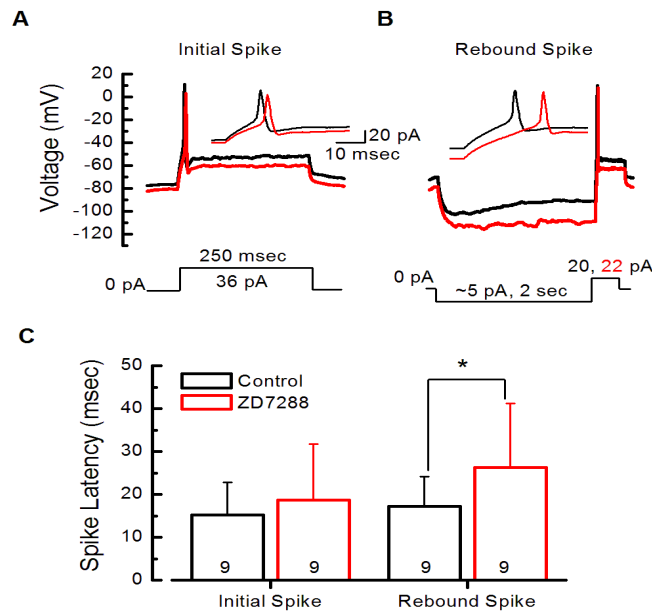 A
B
Initial Spike
Rebound Spike
Voltage (mV)
20
0
-20
-40
-60
-80
-100
-120
20 pA
10 msec
250 msec
0 pA
36 pA
20, 22 pA
0 pA
~5 pA, 2 sec
C
Spike Latency (msec)
50
40
30
20
10
0
Control
ZD7288
*
9
9
9
9
Initial Spike
Rebound Spike